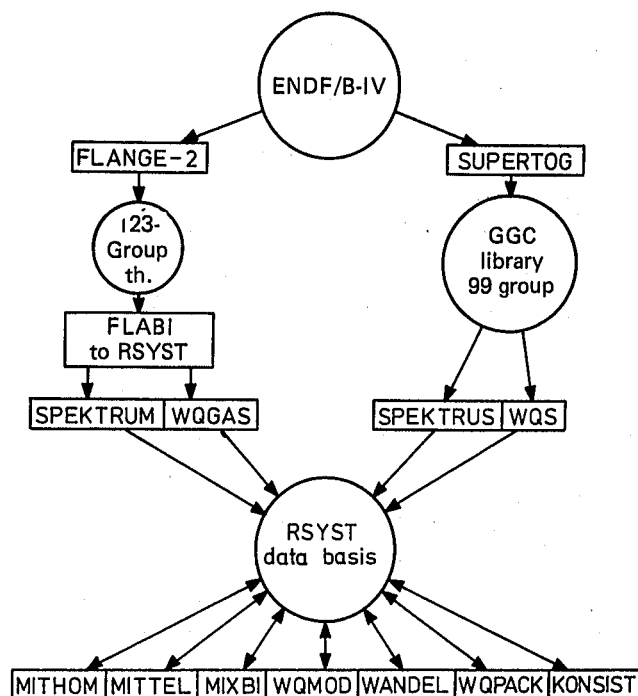 ENDF/B-IV
FLANGE-2
SUPERTOG
123-
Group
th.
GGC
library
99 group
FLABI
to RSYST
SPEKTRUM WQGAS
SPEKTRUS WQS
RSYST
data basis
MITHOM MITTEL MIXBI WQMOD WANDEL WQPACK KONSIST